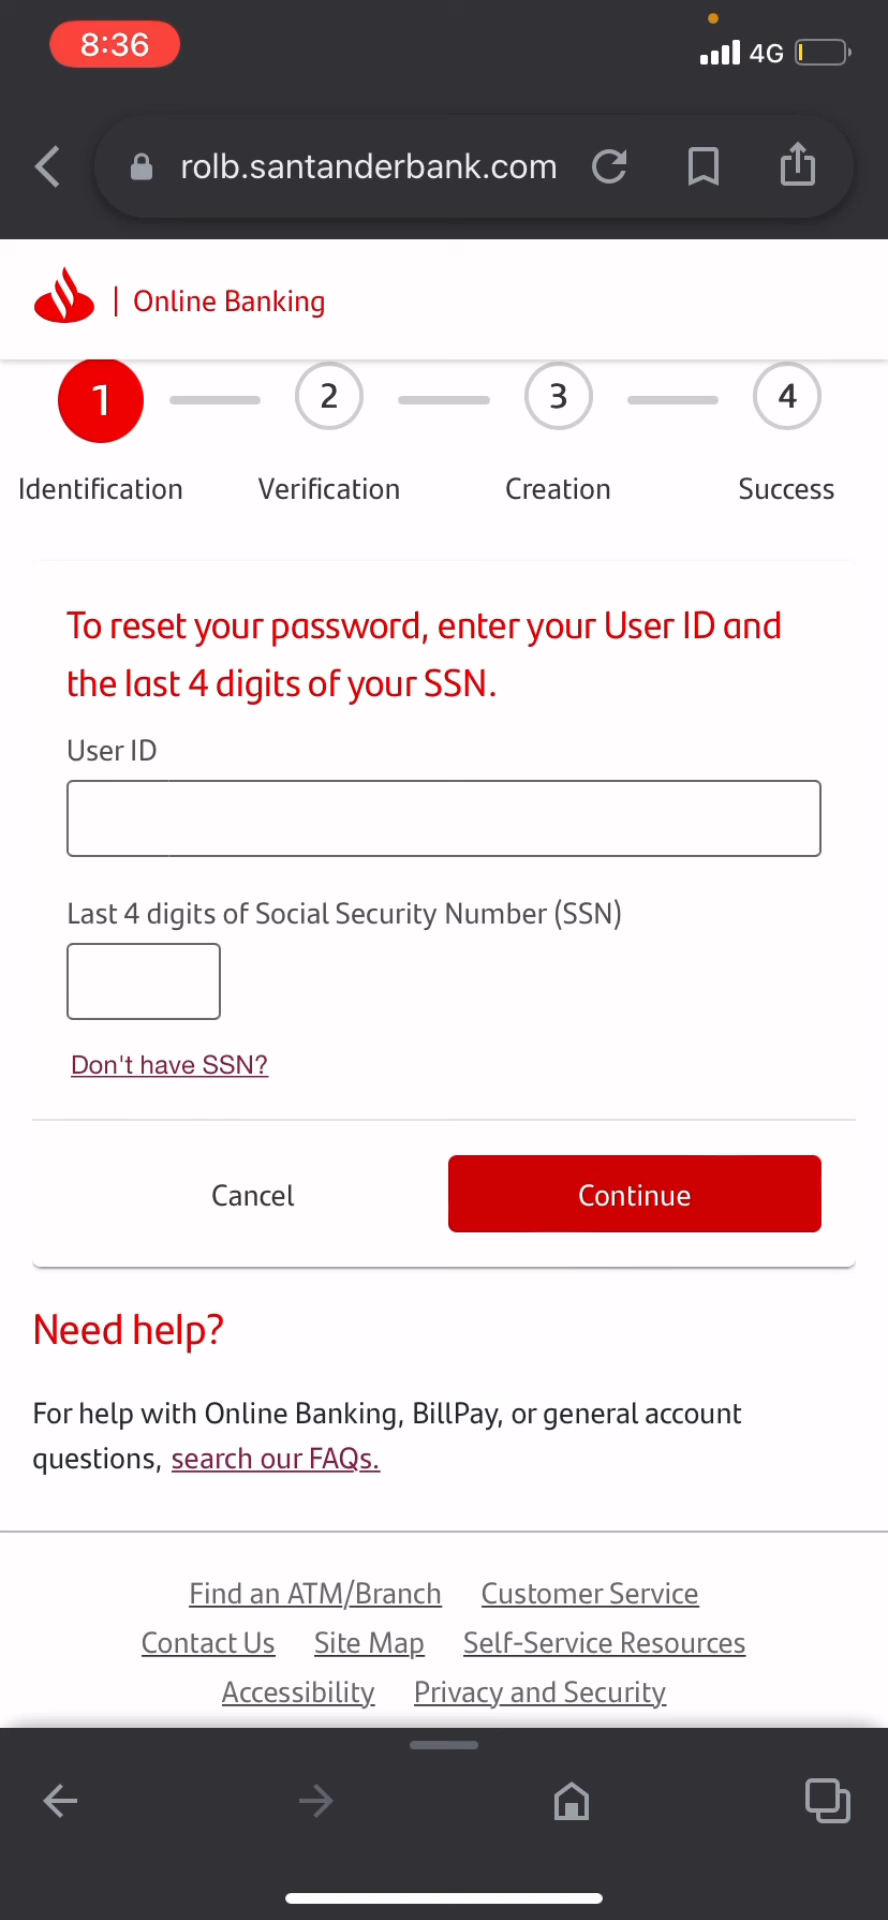 8:36
4G
rolb.santanderbank.com
| Online Banking
1 2 3 4
Identification Verification Creation Success
To reset your password, enter your User ID and
the last 4 digits of your SSN.
User ID
Last 4 digits of Social Security Number (SSN)
Don't have SSN?
Cancel Continue
Need help?
For help with Online Banking, BillPay, or general account
questions, search our FAQs.
Find an ATM/Branch Customer Service
Contact Us Site Map Self-Service Resources
Accessibility Privacy and Security